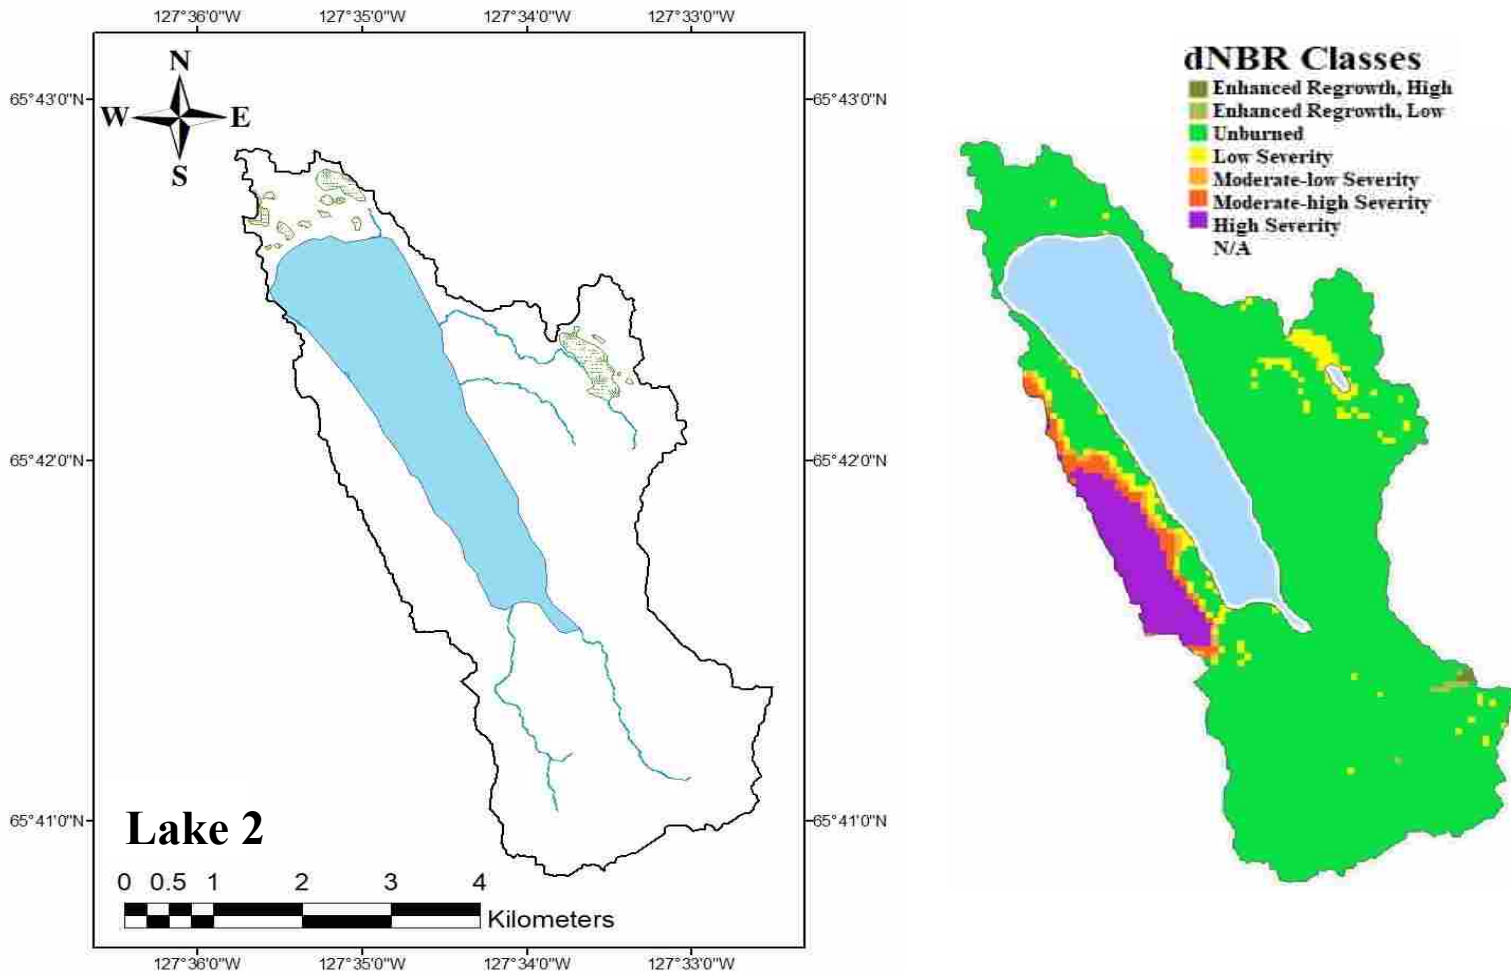 127°36'0"W 127°35'0"W 127°34'0"W 127°33'0"W
N
W E
S
65°43'0"N 65°43'0"N
65°42'0"N 65°42'0"N
65°41'0"N 65°41'0"N
Lake 2
0 0.5 1 2 3 4
Kilometers
127°36'0"W 127°35'0"W 127°34'0"W 127°33'0"W
dNBR Classes
Enhanced Regrowth, High
Enhanced Regrowth, Low
Unburned
Low Severity
Moderate-low Severity
Moderate-high Severity
High Severity
N/A